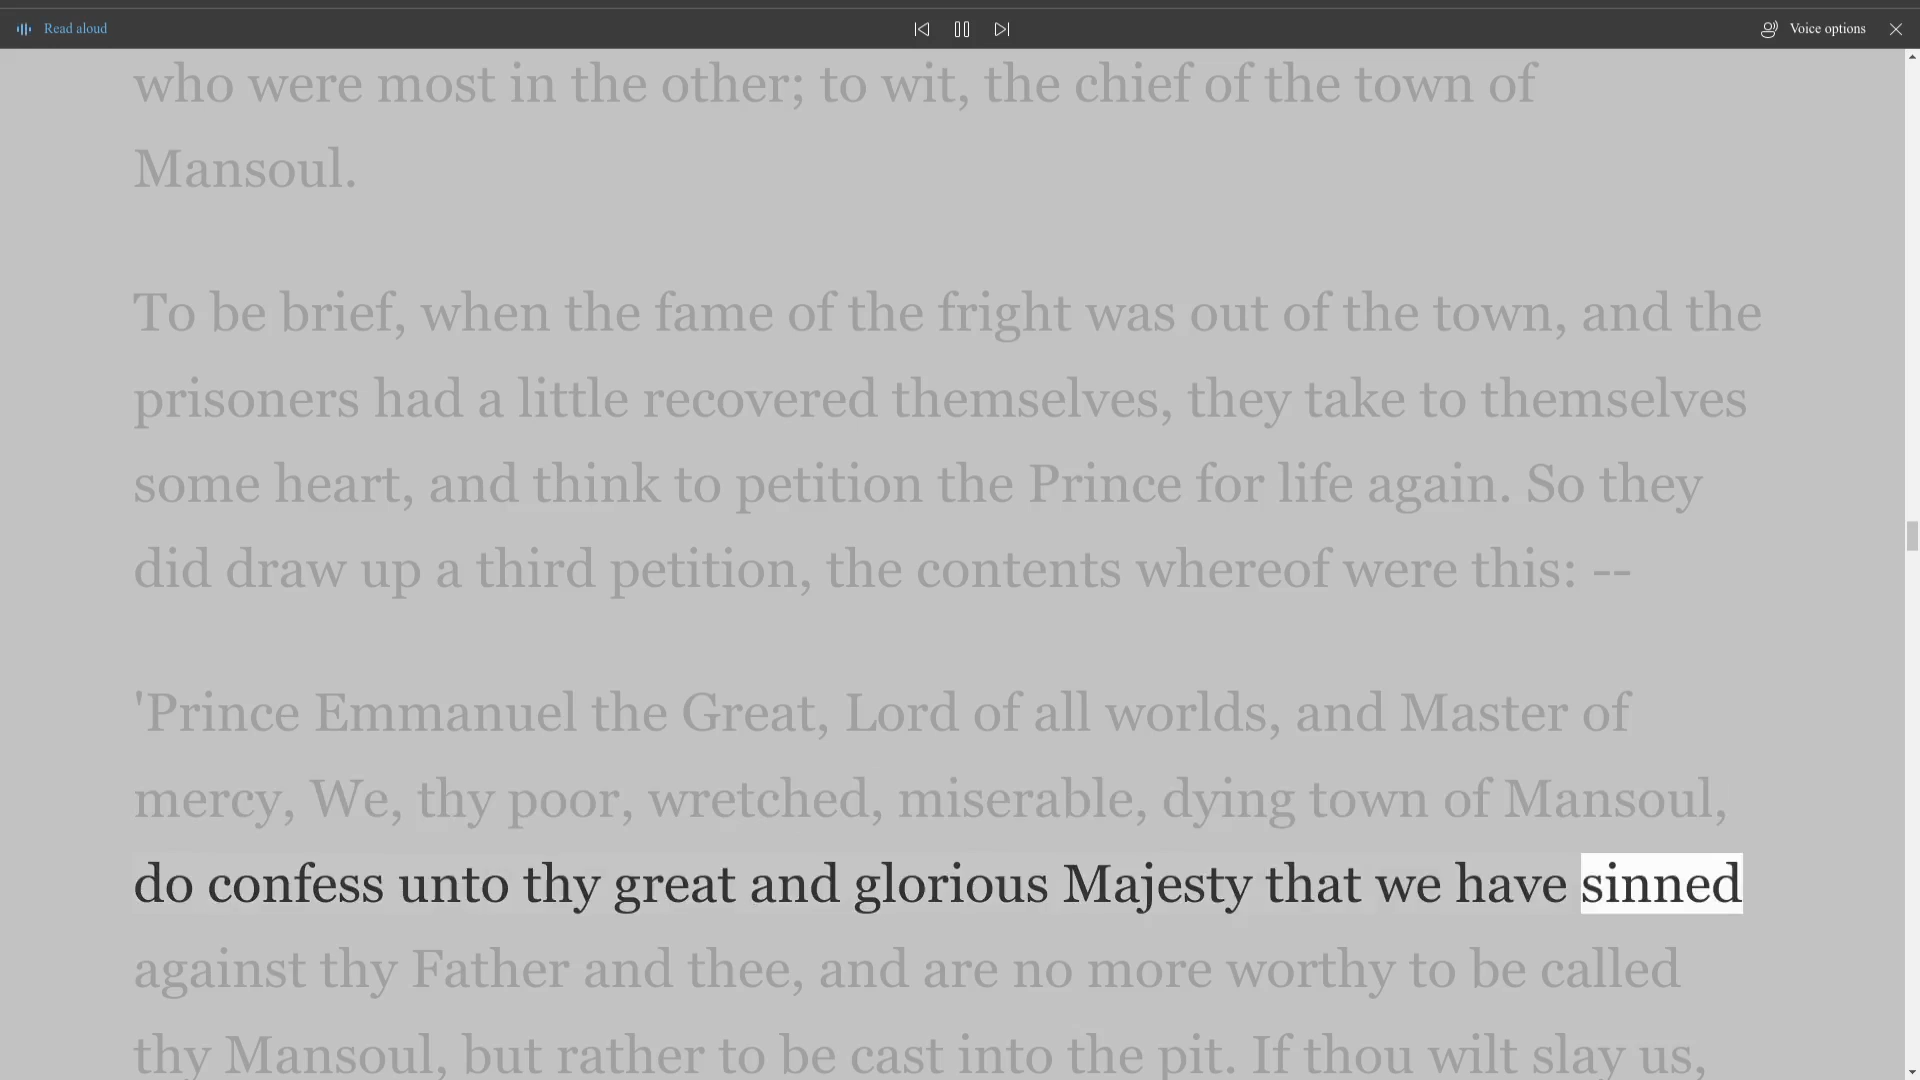 Read aloud
Voice options
who were most in the other; to wit, the chief of the town of
Mansoul.
To be brief, when the fame of the fright was out of the town, and the
prisoners had a little recovered themselves, they take to themselves
some heart, and think to petition the Prince for life again. So they
did draw up a third petition, the contents whereof were this: --
'Prince Emmanuel the Great, Lord of all worlds, and Master of
mercy, We, thy poor, wretched, miserable, dying town of Mansoul,
do confess unto thy great and glorious Majesty that we have sinned
against thy Father and thee, and are no more worthy to be called
thy Mansoul, but rather to be cast into the pit. If thou wilt slay us,